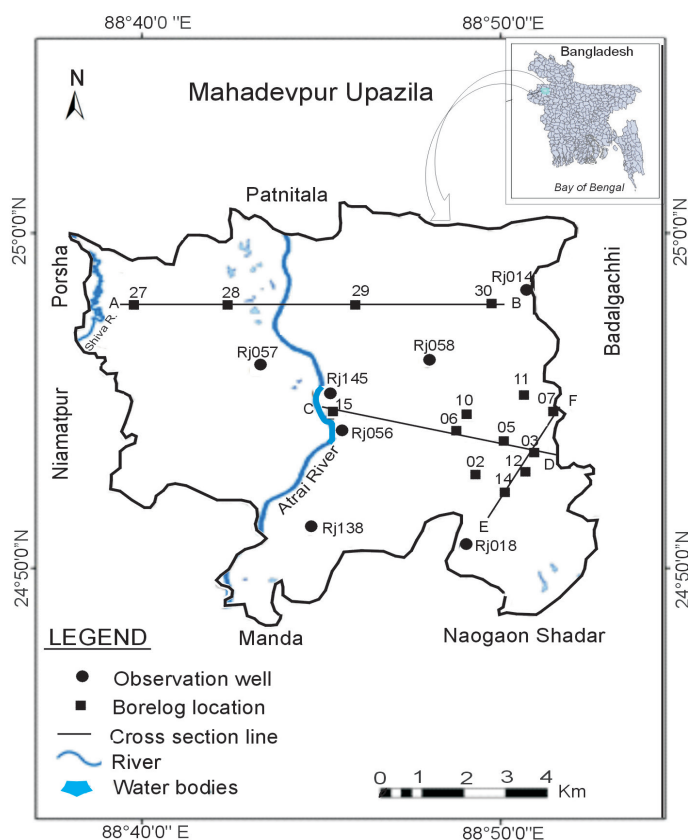 88°40'0 "E
88°50'0"E
N
Mahadevpur Upazila
Bangladesh
Bay of Bengal
25°0'0"N
25°0'0"N
Patnitala
Porsha
Badalgachhi
Rj014
A
27
28
29
30
B
Shiva R.
Rj057
Rj058
Rj145
C
15
Rj056
10
11
07
F
06
05
03
D
02
12
14
E
Niamatpur
Atrai River
Rj138
Rj018
24°50'0"N
24°50'0"N
Manda
Naogaon Shadar
LEGEND
Observation well
Borelog location
Cross section line
River
Water bodies
0 1 2 3 4
Km
88°40'0" E
88°50'0"E